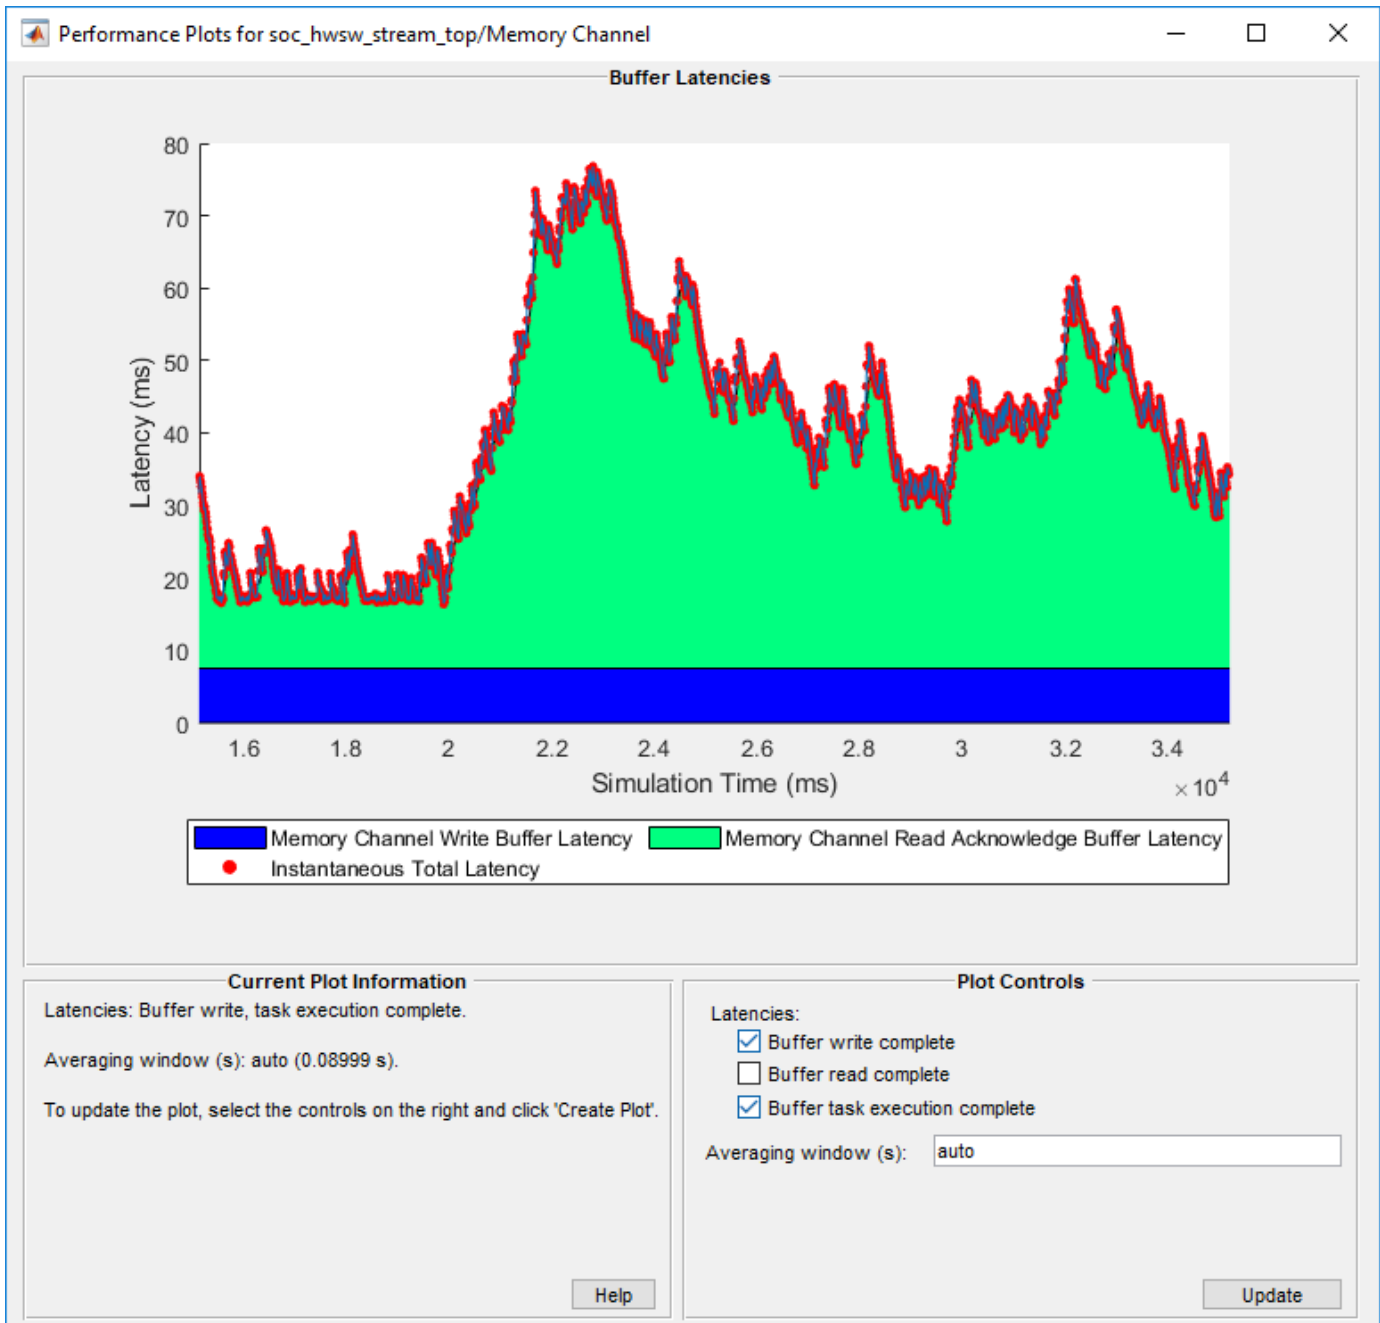 Performance Plots for soc_hwsw_stream_top/Memory Channel
Buffer Latencies
80
70
60
50
40
30
20
10
0
Latency (ms)
1.6 1.8 2 2.2 2.4 2.6 2.8 3 3.2 3.4
Simulation Time (ms)
×10^4
Memory Channel Write Buffer Latency Memory Channel Read Acknowledge Buffer Latency
Instantaneous Total Latency
Current Plot Information
Latencies: Buffer write, task execution complete.
Averaging window (s): auto (0.08999 s).
To update the plot, select the controls on the right and click 'Create Plot'.
Help
Plot Controls
Latencies:
Buffer write complete
Buffer read complete
Buffer task execution complete
Averaging window (s): auto
Update